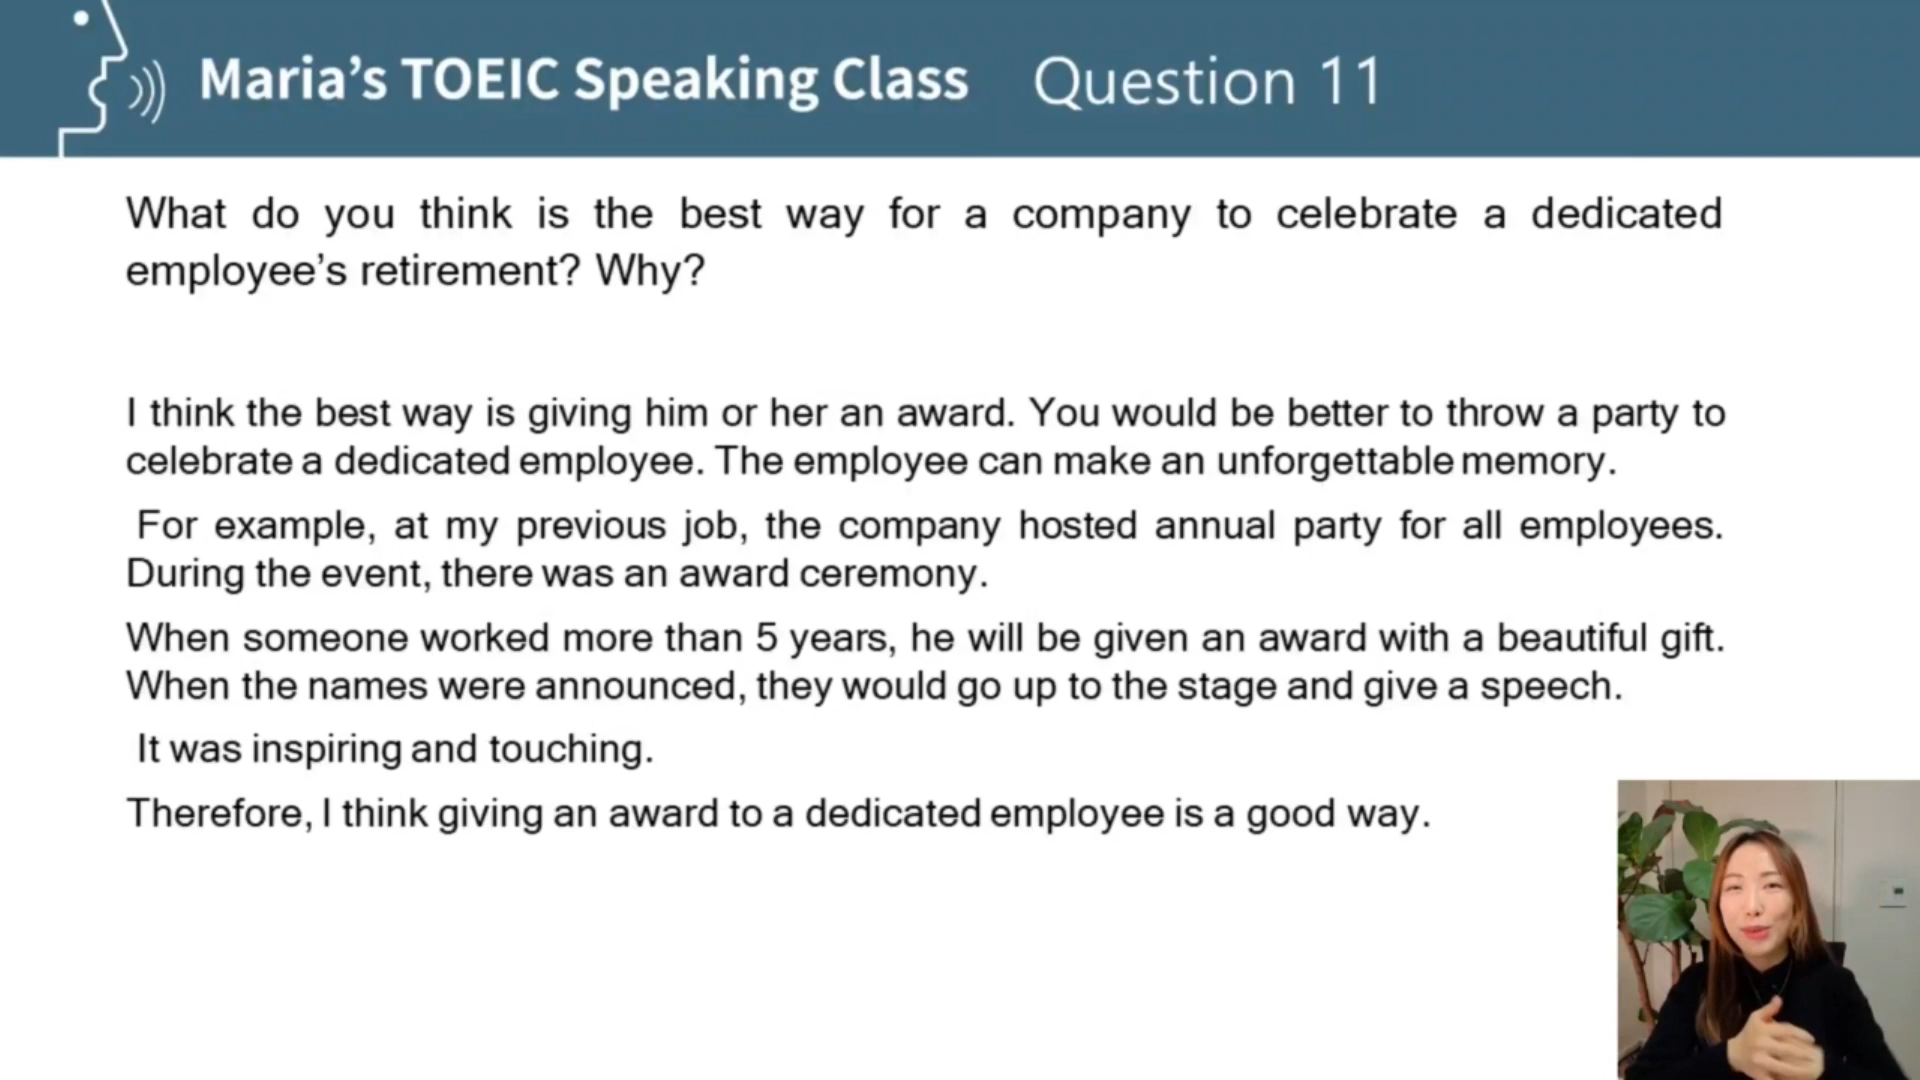 Maria's TOEIC Speaking Class Question 11
What do you think is the best way for a company to celebrate a dedicated
employee's retirement? Why?
I think the best way is giving him or her an award. You would be better to throw a party to
celebrate a dedicated employee. The employee can make an unforgettable memory.
For example, at my previous job, the company hosted annual party for all employees.
During the event, there was an award ceremony.
When someone worked more than 5 years, he will be given an award with a beautiful gift.
When the names were announced, they would go up to the stage and give a speech.
It was inspiring and touching.
Therefore, I think giving an award to a dedicated employee is a good way.